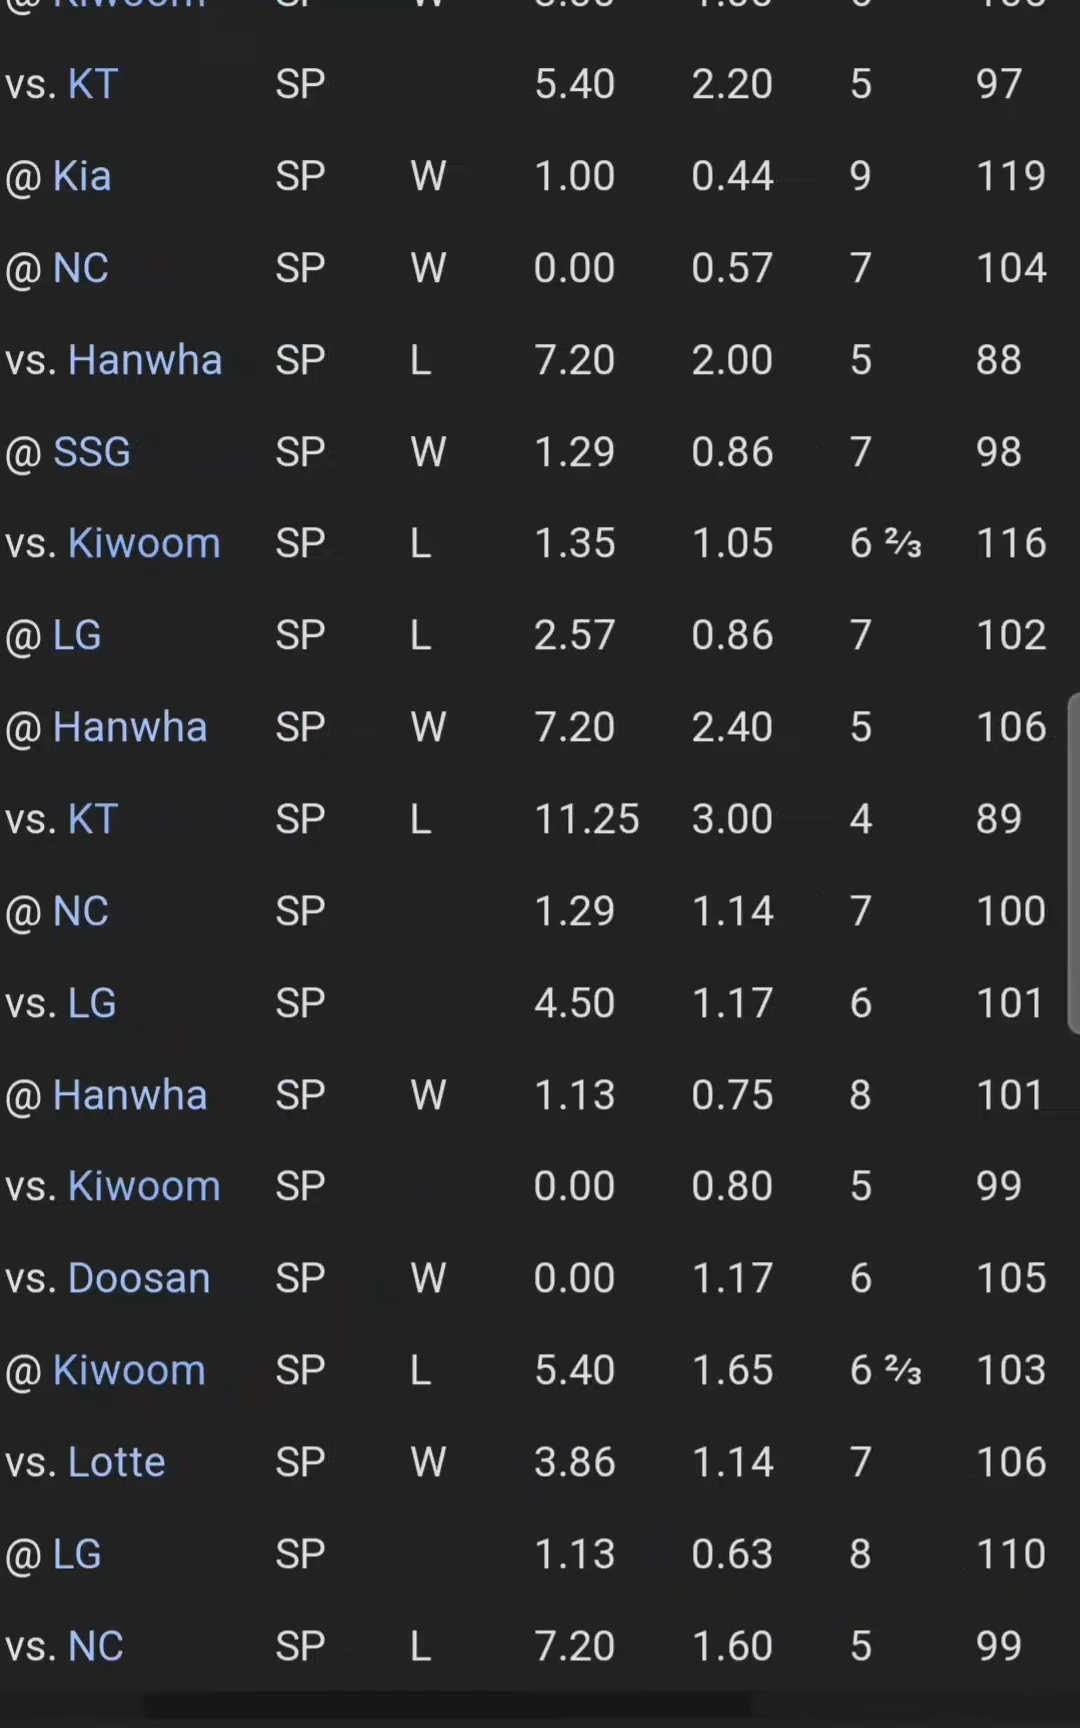 @ Kiwoom SP W
vs. KT SP 5.40 2.20 5 97
@ Kia SP W 1.00 0.44 9 119
@ NC SP W 0.00 0.57 7 104
vs. Hanwha SP L 7.20 2.00 5 88
@ SSG SP W 1.29 0.86 7 98
vs. Kiwoom SP L 1.35 1.05 6 ⅔ 116
@ LG SP L 2.57 0.86 7 102
@ Hanwha SP W 7.20 2.40 5 106
vs. KT SP L 11.25 3.00 4 89
@ NC SP 1.29 1.14 7 100
vs. LG SP 4.50 1.17 6 101
@ Hanwha SP W 1.13 0.75 8 101
vs. Kiwoom SP 0.00 0.80 5 99
vs. Doosan SP W 0.00 1.17 6 105
@ Kiwoom SP L 5.40 1.65 6 ⅔ 103
vs. Lotte SP W 3.86 1.14 7 106
@ LG SP 1.13 0.63 8 110
vs. NC SP L 7.20 1.60 5 99